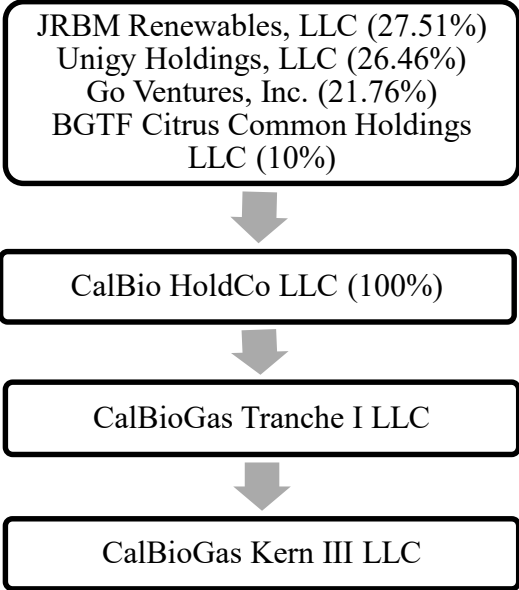 JRBM Renewables, LLC (27.51%)
Unigy Holdings, LLC (26.46%)
Go Ventures, Inc. (21.76%)
BGTF Citrus Common Holdings
LLC (10%)
CalBio HoldCo LLC (100%)
CalBioGas Tranche I LLC
CalBioGas Kern III LLC